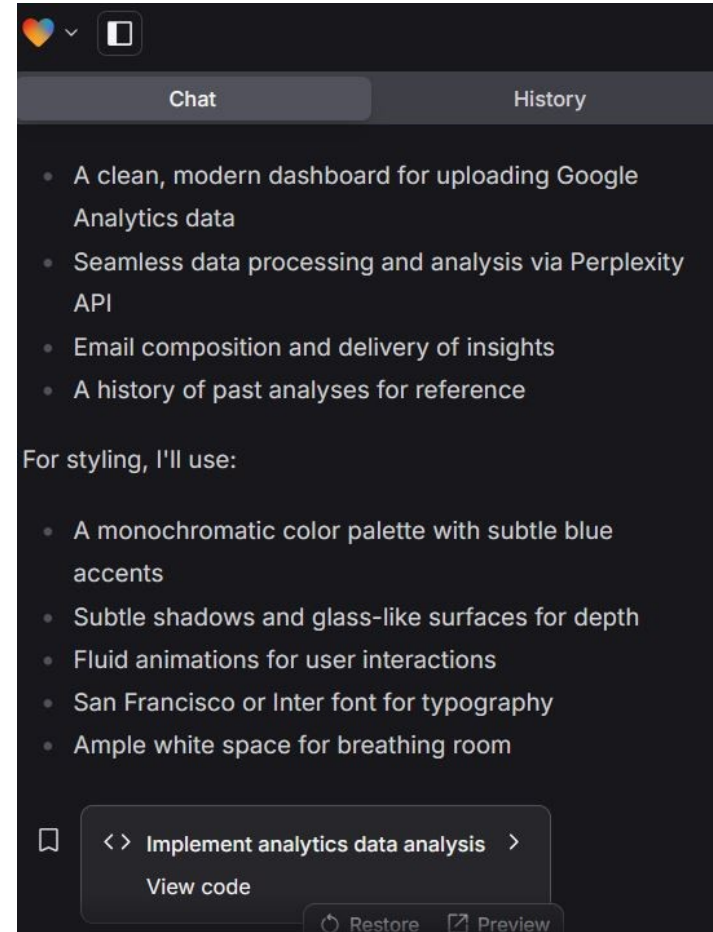 Chat
History
A clean, modern dashboard for uploading Google
Analytics data
Seamless data processing and analysis via Perplexity
API
Email composition and delivery of insights
A history of past analyses for reference
For styling, I'll use:
A monochromatic color palette with subtle blue
accents
Subtle shadows and glass-like surfaces for depth
Fluid animations for user interactions
San Francisco or Inter font for typography
Ample white space for breathing room
Implement analytics data analysis
View code
Restore
Preview